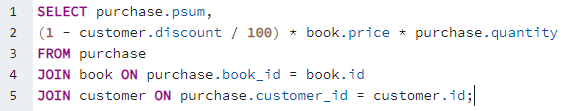 1 SELECT purchase.psum,
2 (1 - customer.discount / 100) * book.price * purchase.quantity
3 FROM purchase
4 JOIN book ON purchase.book_id = book.id
5 JOIN customer ON purchase.customer_id = customer.id;